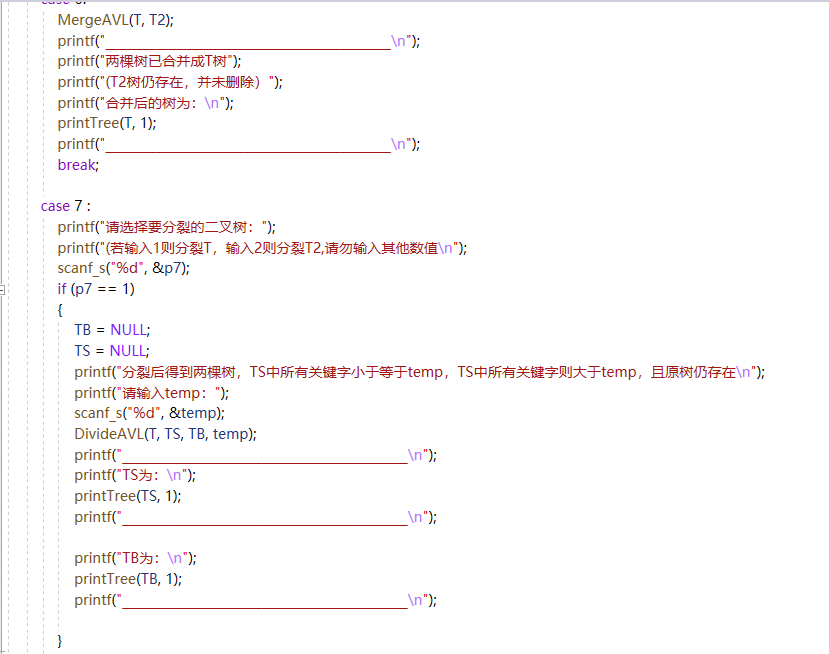 case 6:
MergeAVL(T, T2);
printf("________________________________________\n");
printf("两棵树已合并成T树");
printf("(T2树仍存在，并未删除）");
printf("合并后的树为：\n");
printTree(T, 1);
printf("________________________________________\n");
break;
case 7 :
printf("请选择要分裂的二叉树：");
printf("(若输入1则分裂T，输入2则分裂T2,请勿输入其他数值\n");
scanf_s("%d", &p7);
if (p7 == 1)
{
TB = NULL;
TS = NULL;
printf("分裂后得到两棵树，TS中所有关键字小于等于temp，TS中所有关键字则大于temp，且原树仍存在\n");
printf("请输入temp：");
scanf_s("%d", &temp);
DivideAVL(T, TS, TB, temp);
printf("________________________________________\n");
printf("TS为：\n");
printTree(TS, 1);
printf("________________________________________\n");
printf("TB为：\n");
printTree(TB, 1);
printf("________________________________________\n");
}